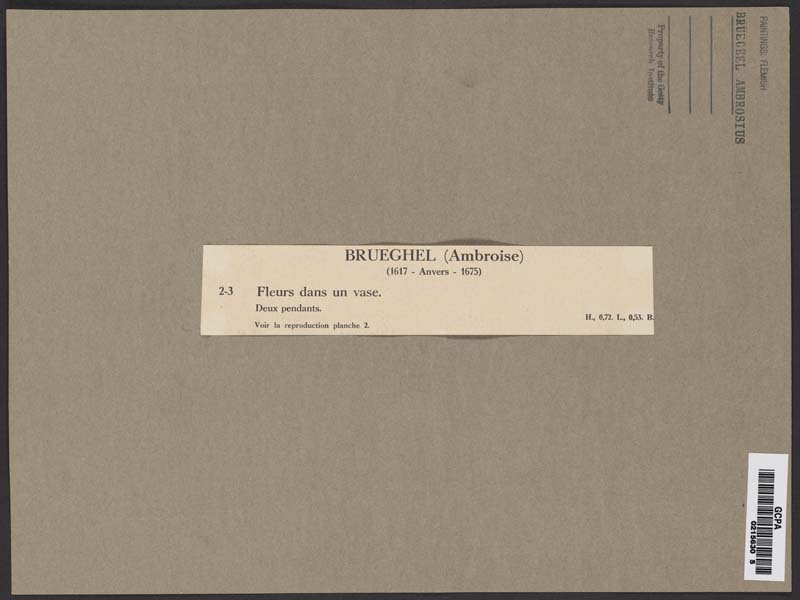 PAINTINGS: FLEMISH
BRUEGHEL AMBROSIUS
Property of the Getty
Research Institute
BRUEGHEL (Ambroise)
(1617 - Anvers - 1675)
2-3 Fleurs dans un vase.
Deux pendants.
Voir la reproduction planche 2.
H., 0,72. L., 0,53. B.
GCPA
0215630 5